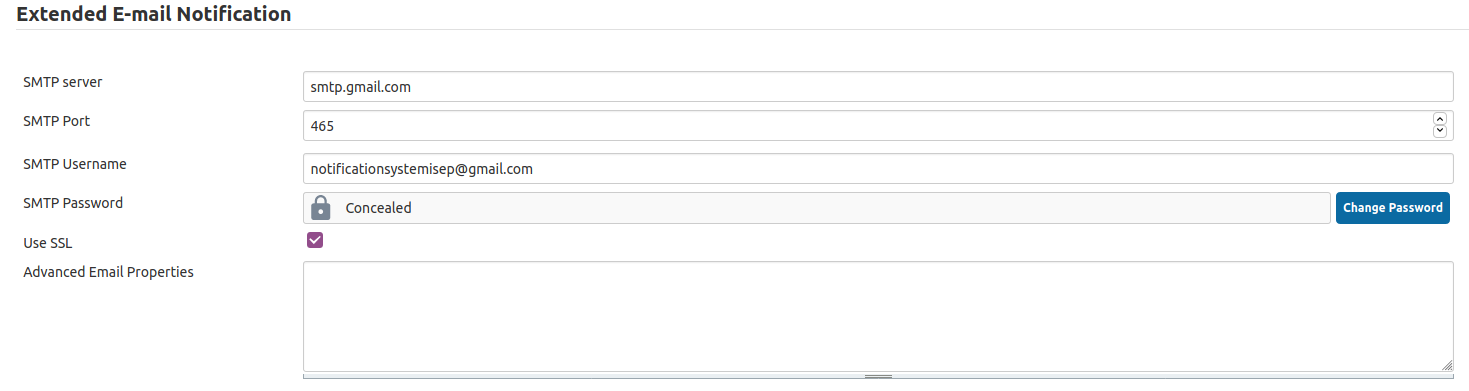 Extended E-mail Notification
SMTP server
smtp.gmail.com
SMTP Port
465
SMTP Username
notificationsystemisep@gmail.com
SMTP Password
Concealed
Change Password
Use SSL
Advanced Email Properties